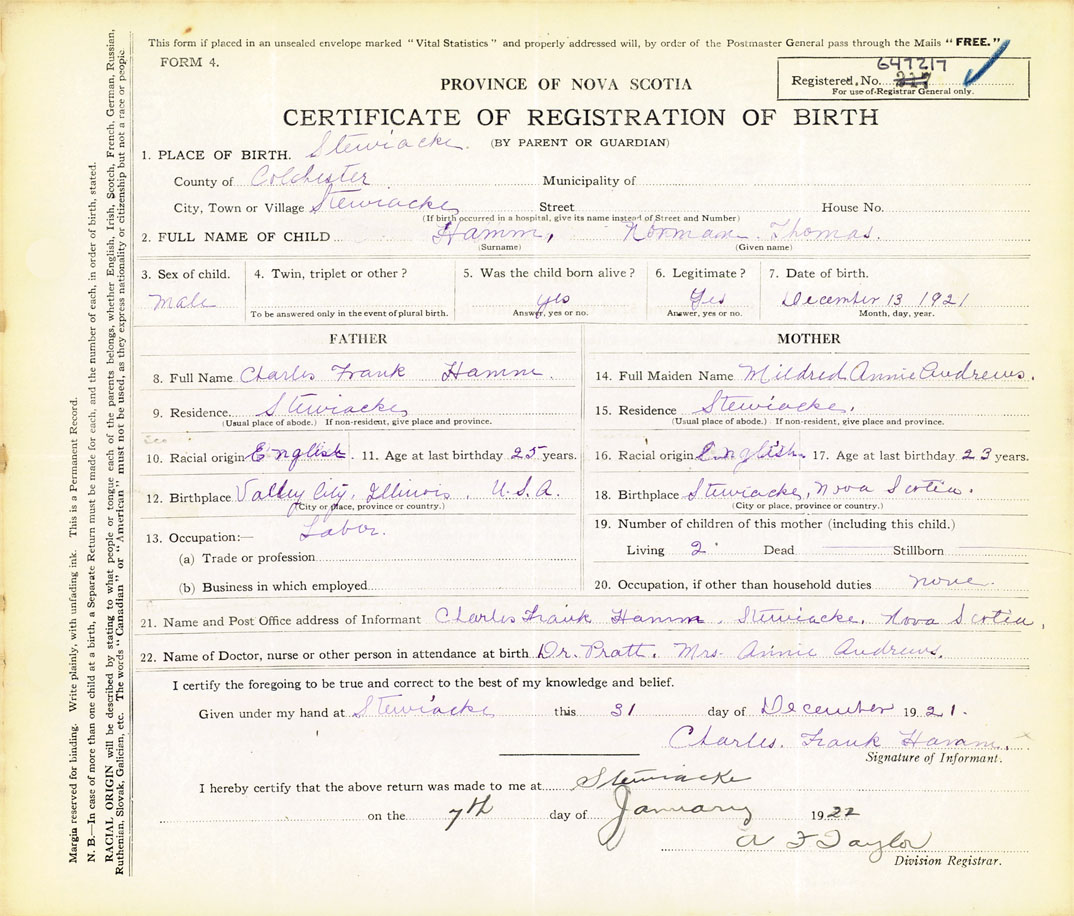 This form if placed in an unsealed envelope marked "Vital Statistics" and properly addressed will, by order of the Postmaster General pass through the Mails "FREE."
FORM 4.
647217
Registered, No. 217
For use of Registrar General only.
PROVINCE OF NOVA SCOTIA
CERTIFICATE OF REGISTRATION OF BIRTH
(BY PARENT OR GUARDIAN)
1. PLACE OF BIRTH. Stewiacke.
County of Colchester Municipality of
City, Town or Village Stewiacke Street House No.
(If birth occurred in a hospital, give its name instead of Street and Number)
2. FULL NAME OF CHILD Hamm, Norman Thomas.
(Surname) (Given name)
3. Sex of child. 4. Twin, triplet or other? 5. Was the child born alive? 6. Legitimate? 7. Date of birth.
Male yes Yes December 13 1921
To be answered only in the event of plural birth. Answer, yes or no. Answer, yes or no. Month, day, year.
FATHER MOTHER
8. Full Name Charles Frank Hamm. 14. Full Maiden Name Mildred Annie Andrews.
9. Residence Stewiacke 15. Residence Stewiacke.
(Usual place of abode.) If non-resident, give place and province. (Usual place of abode.) If non-resident, give place and province.
10. Racial origin English. 11. Age at last birthday 25 years. 16. Racial origin English 17. Age at last birthday 23 years.
12. Birthplace Valley City, Illinois, U.S.A. 18. Birthplace Stewiacke, Nova Scotia.
(City or place, province or country.) (City or place, province or country.)
13. Occupation:— Labor. 19. Number of children of this mother (including this child.)
(a) Trade or profession Living 2 Dead Stillborn
(b) Business in which employed 20. Occupation, if other than household duties none.
21. Name and Post Office address of Informant Charles Frank Hamm. Stewiacke. Nova Scotia.
22. Name of Doctor, nurse or other person in attendance at birth Dr. Pratt. Mrs. Annie Andrews.
I certify the foregoing to be true and correct to the best of my knowledge and belief.
Given under my hand at Stewiacke this 31 day of December 1921.
Charles. Frank Hamm.
Signature of Informant.
I hereby certify that the above return was made to me at Stewiacke
on the 7th day of January 1922
A F Taylor
Division Registrar.
Margin reserved for binding. Write plainly, with unfading ink. This is a Permanent Record.
N. B.—In case of more than one child at a birth, a Separate Return must be made for each, and the number of each, in order of birth, stated.
RACIAL ORIGIN will be described by stating to what people or tongue each of the parents belongs, whether English, Irish, Scotch, French, German, Russian,
Ruthenian, Slovak, Galician, etc. The words "Canadian" or "American" must not be used, as they express nationality or citizenship but not a race or people